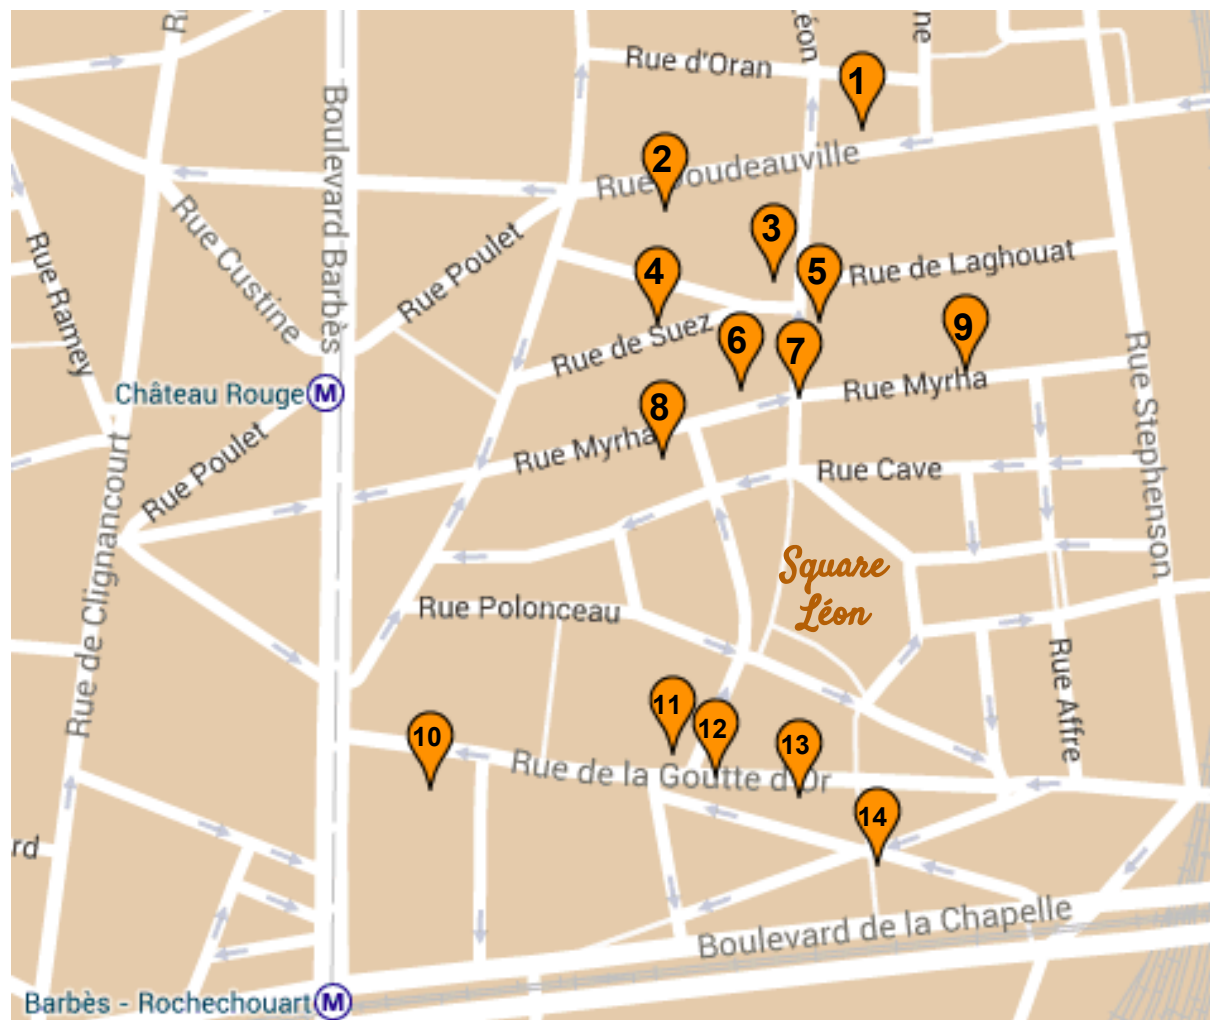 Léon
ne
Rue d'Oran
1
Boulevard Barbès
2
Rue Doudeauville
Rue Custine
Rue Poulet
3
Rue Ramey
4
5
Rue de Laghouat
6
7
9
Rue de Suez
Château Rouge M
Rue Myrha
Rue Stephenson
8
Rue Myrha
Rue Poulet
Rue Cave
Rue de Clignancourt
Square
Léon
Rue Polonceau
Rue Affre
11
12
10
13
Rue de la Goutte d'Or
14
rd
Boulevard de la Chapelle
Barbès - Rochechouart M